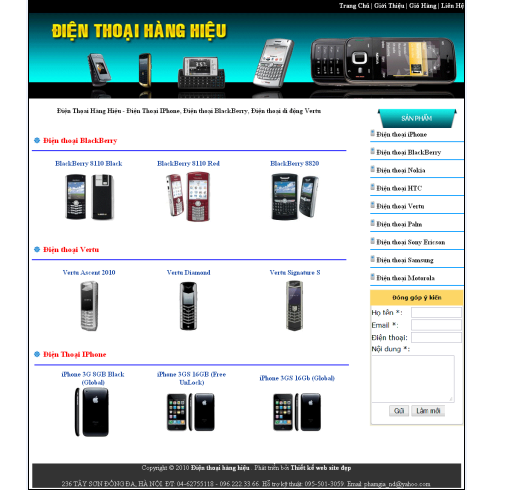 Trang Chủ | Giới Thiệu | Giỏ Hàng | Liên Hệ
ĐIỆN THOẠI HÀNG HIỆU
Điện Thoại Hàng Hiệu - Điện Thoại IPhone, Điện thoại BlackBerry, Điện thoại di động Vertu
Điện thoại BlackBerry
BlackBerry 8110 Black
BlackBerry 8110 Red
BlackBerry 8820
Điện thoại Vertu
Vertu Ascent 2010
Vertu Diamond
Vertu Signature S
Điện Thoại IPhone
iPhone 3G 8GB Black (Global)
iPhone 3GS 16GB (Free UnLock)
iPhone 3GS 16Gb (Global)
SẢN PHẨM
Điện thoại iPhone
Điện thoại BlackBerry
Điện thoại Nokia
Điện thoại HTC
Điện thoại Vertu
Điện thoại Palm
Điện thoại Sony Ericson
Điện thoại Samsung
Điện thoại Motorola
Đóng góp ý kiến
Họ tên *:
Email *:
Điện thoại:
Nội dung *:
Gửi
Làm mới
Copyright © 2010 Điện thoại hàng hiệu . Phát triển bởi Thiết kế web site đẹp
236 TÂY SƠN ĐỐNG ĐA, HÀ NỘI. ĐT: 04-62755118 - 096.222.33.66. Hỗ trợ kỹ thuật: 095-501-3059. Email: phamgia_nd@yahoo.com